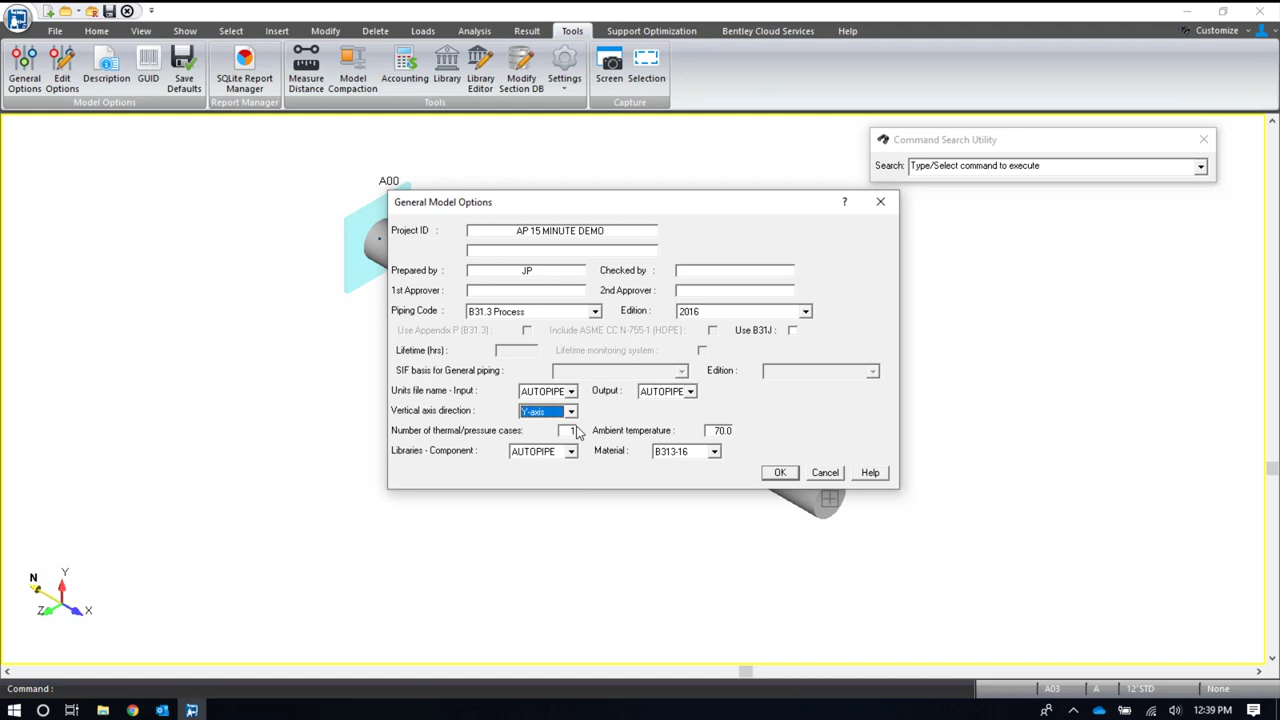 File Home View Show Select Insert Modify Delete Loads Analysis Result Tools Support Optimization Bentley Cloud Services Help Customize
General Options
Edit Options
Description
GUID
Save Defaults
SQLite Report Manager
Measure Distance
Model Compaction
Accounting
Library
Library Editor
Modify Section DB
Settings
Screen
Selection
Model Options
Report Manager
Tools
Capture
Command Search Utility
Search: Type/Select command to execute
A00
General Model Options ?
Project ID : AP 15 MINUTE DEMO
Prepared by : JP Checked by :
1st Approver : 2nd Approver :
Piping Code : B31.3 Process Edition : 2016
Use Appendix P (B31.3) : Include ASME CC N-755-1 (HDPE) : Use B31J :
Lifetime (hrs) : Lifetime monitoring system :
SIF basis for General piping : Edition :
Units file name - Input : AUTOPIPE Output : AUTOPIPE
Vertical axis direction : Y-axis
Number of thermal/pressure cases: 1 Ambient temperature : 70.0
Libraries - Component : AUTOPIPE Material : B313-16
OK Cancel Help
N Y
Z X
Command : A03 A 12"STD None
12:39 PM